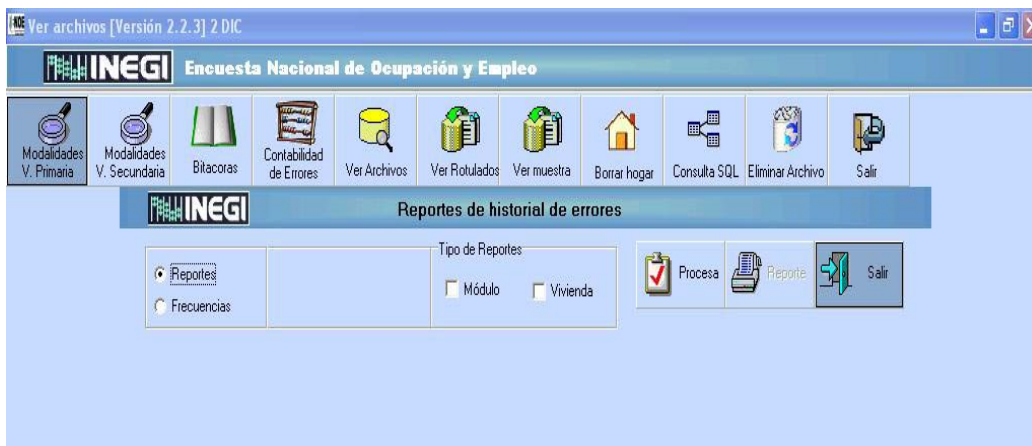 Ver archivos [Versión 2.2.3] 2 DIC
INEGI Encuesta Nacional de Ocupación y Empleo
Modalidades
V. Primaria
Modalidades
V. Secundaria
Bitacoras
Contabilidad
de Errores
Ver Archivos
Ver Rotulados
Ver muestra
Borrar hogar
Consulta SQL
Eliminar Archivo
Salir
INEGI Reportes de historial de errores
Reportes
Frecuencias
Tipo de Reportes
Módulo
Vivienda
Procesa
Reporte
Salir